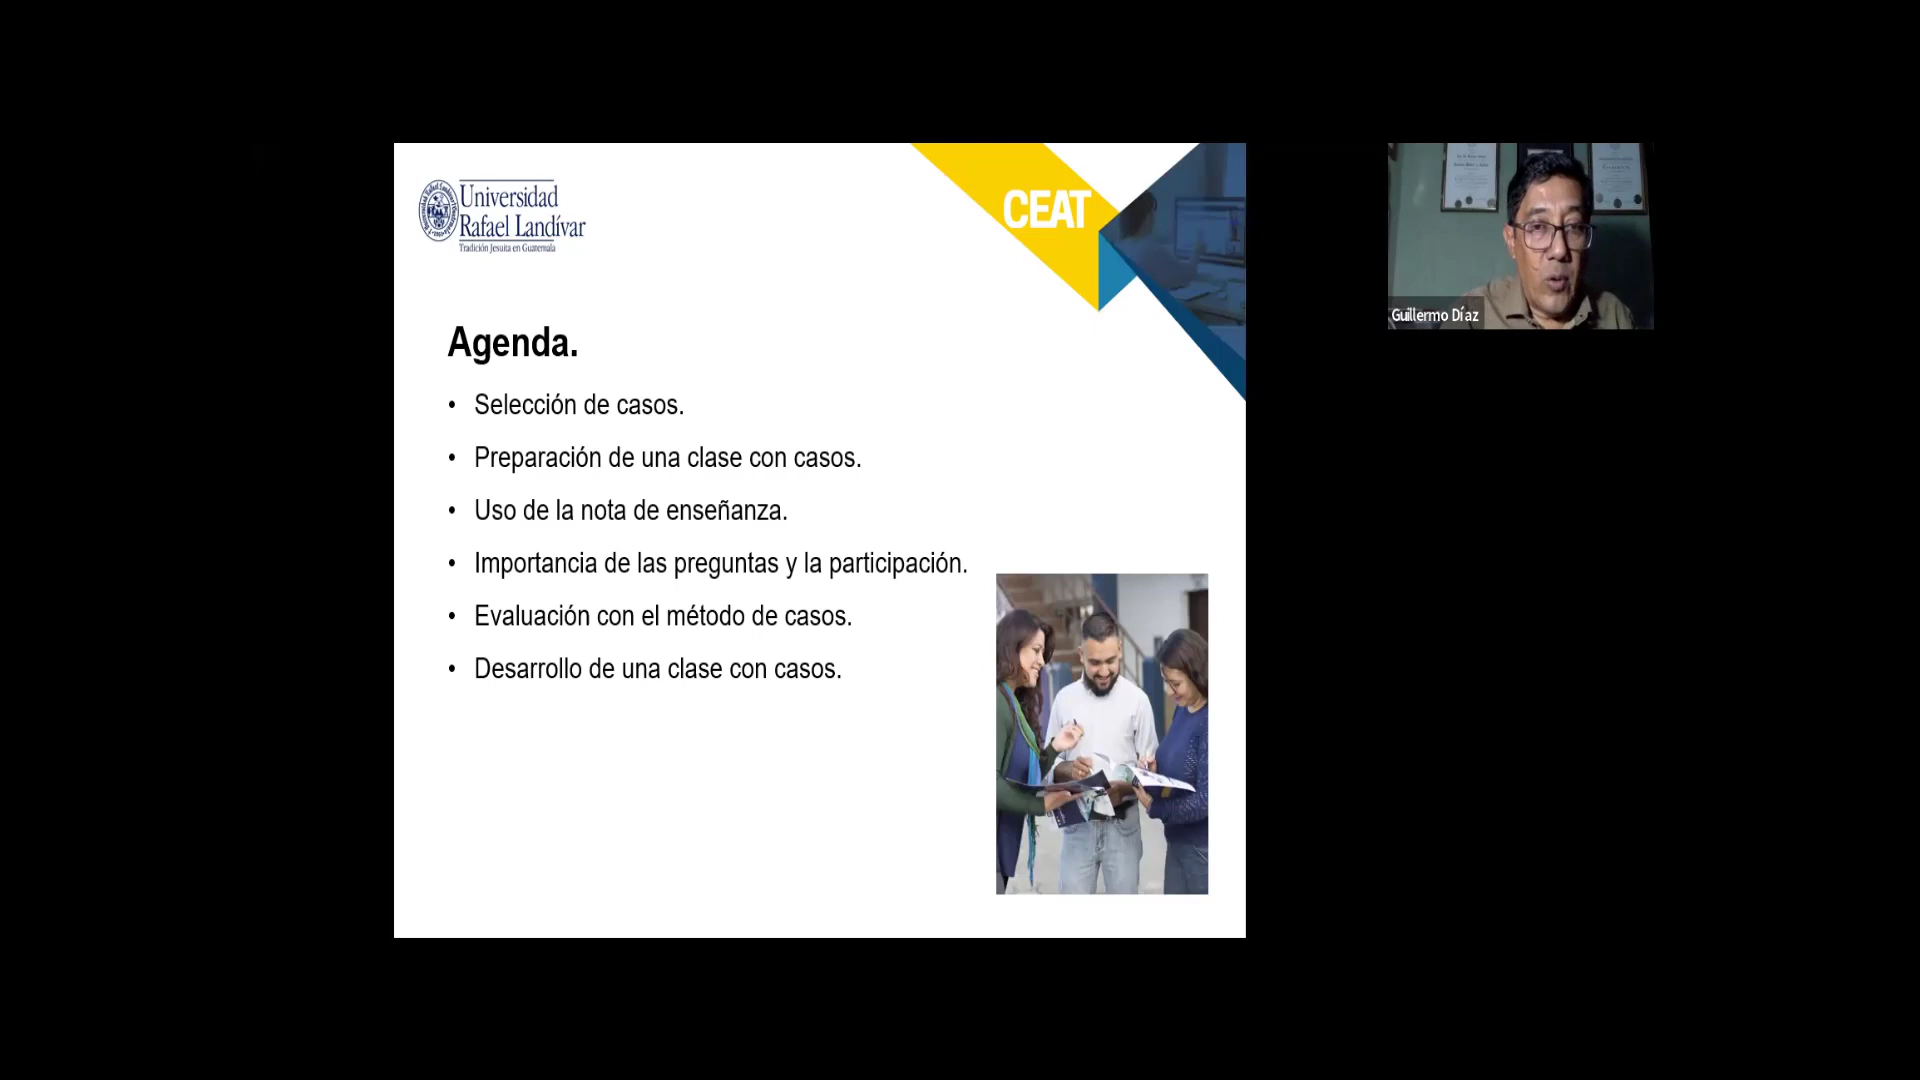 Universidad
Rafael Landívar
Tradición Jesuita en Guatemala
CEAT
Agenda.
• Selección de casos.
• Preparación de una clase con casos.
• Uso de la nota de enseñanza.
• Importancia de las preguntas y la participación.
• Evaluación con el método de casos.
• Desarrollo de una clase con casos.
Guillermo Díaz